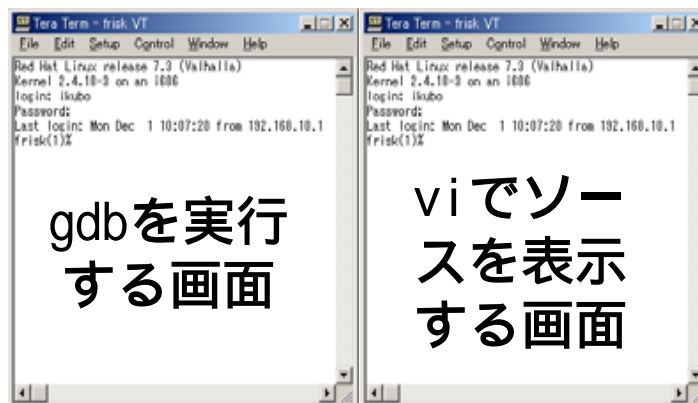 Tera Term - frisk VT
File Edit Setup Control Window Help
Red Hat Linux release 7.3 (Valhalla)
Kernel 2.4.18-3 on an i686
login: ikubo
Password:
Last login: Mon Dec 1 10:07:20 from 192.168.10.1
frisk(1)%
gdbを実行
する画面
Tera Term - frisk VT
File Edit Setup Control Window Help
Red Hat Linux release 7.3 (Valhalla)
Kernel 2.4.18-3 on an i686
login: ikubo
Password:
Last login: Mon Dec 1 10:07:20 from 192.168.10.1
frisk(1)%
viでソー
スを表示
する画面